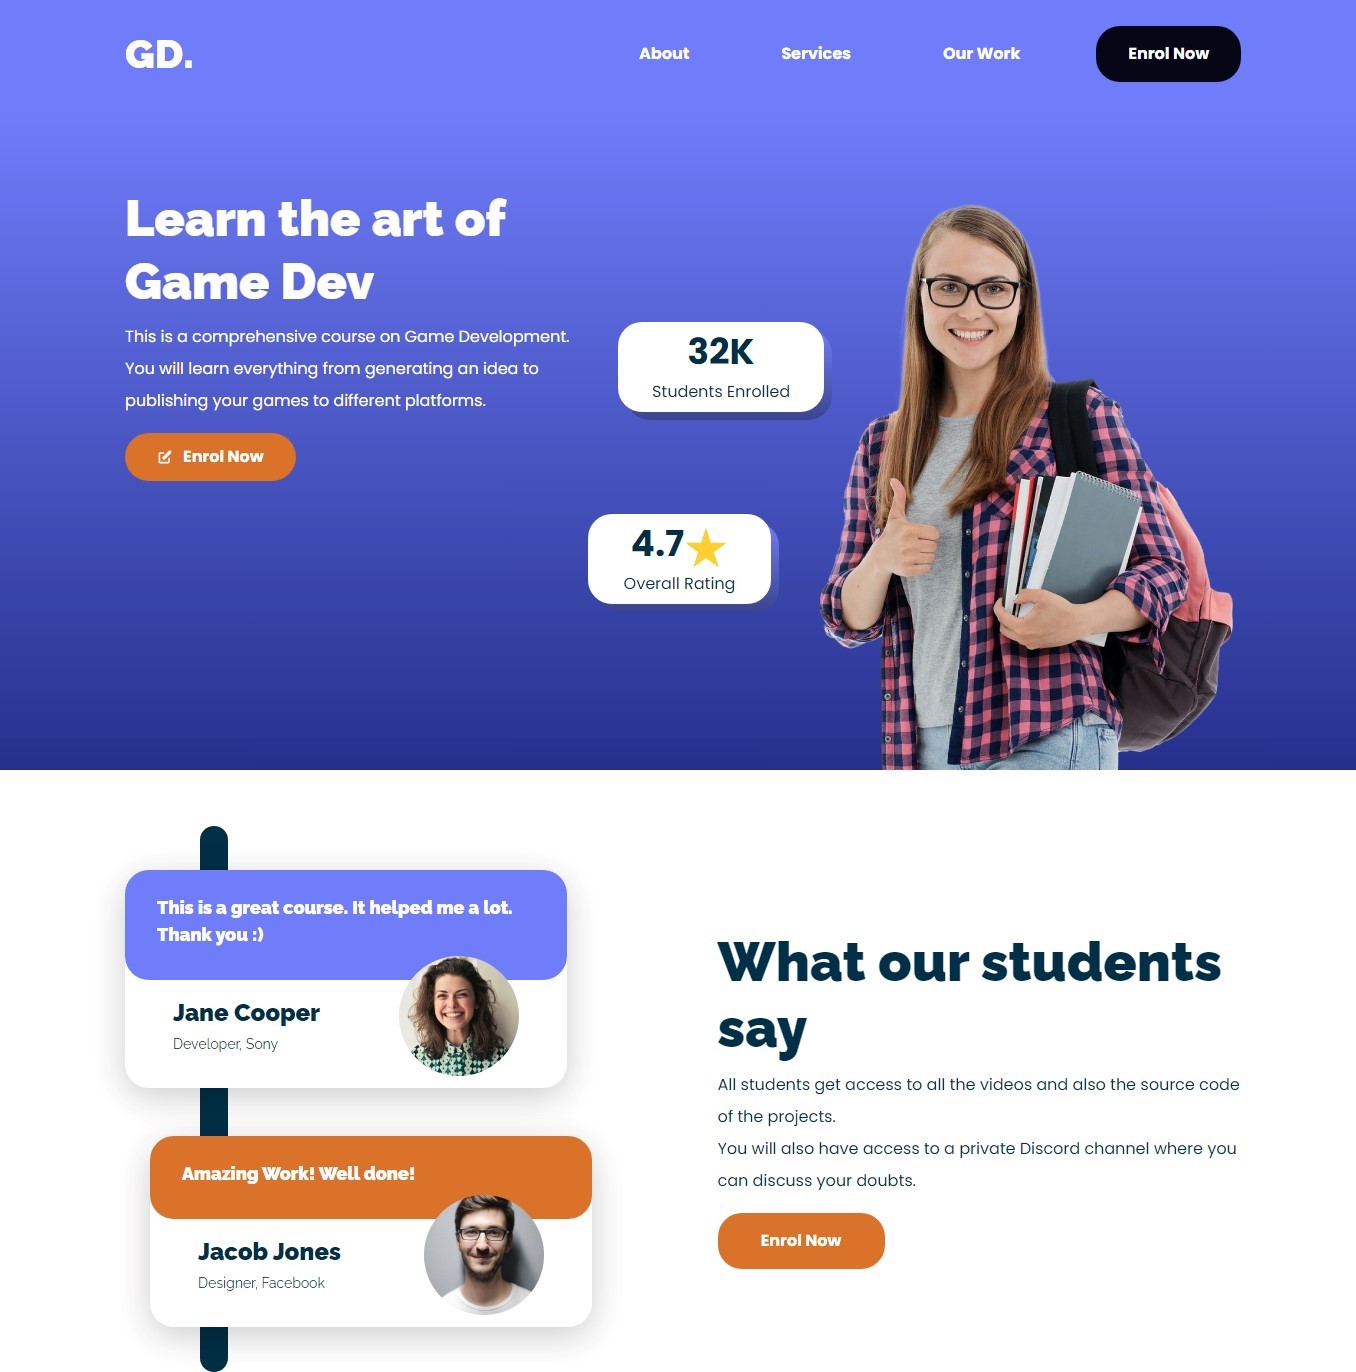 GD.
About
Services
Our Work
Enrol Now
Learn the art of
Game Dev
This is a comprehensive course on Game Development.
You will learn everything from generating an idea to
publishing your games to different platforms.
Enrol Now
32K
Students Enrolled
4.7
Overall Rating
This is a great course. It helped me a lot.
Thank you :)
Jane Cooper
Developer, Sony
Amazing Work! Well done!
Jacob Jones
Designer, Facebook
What our students
say
All students get access to all the videos and also the source code
of the projects.
You will also have access to a private Discord channel where you
can discuss your doubts.
Enrol Now